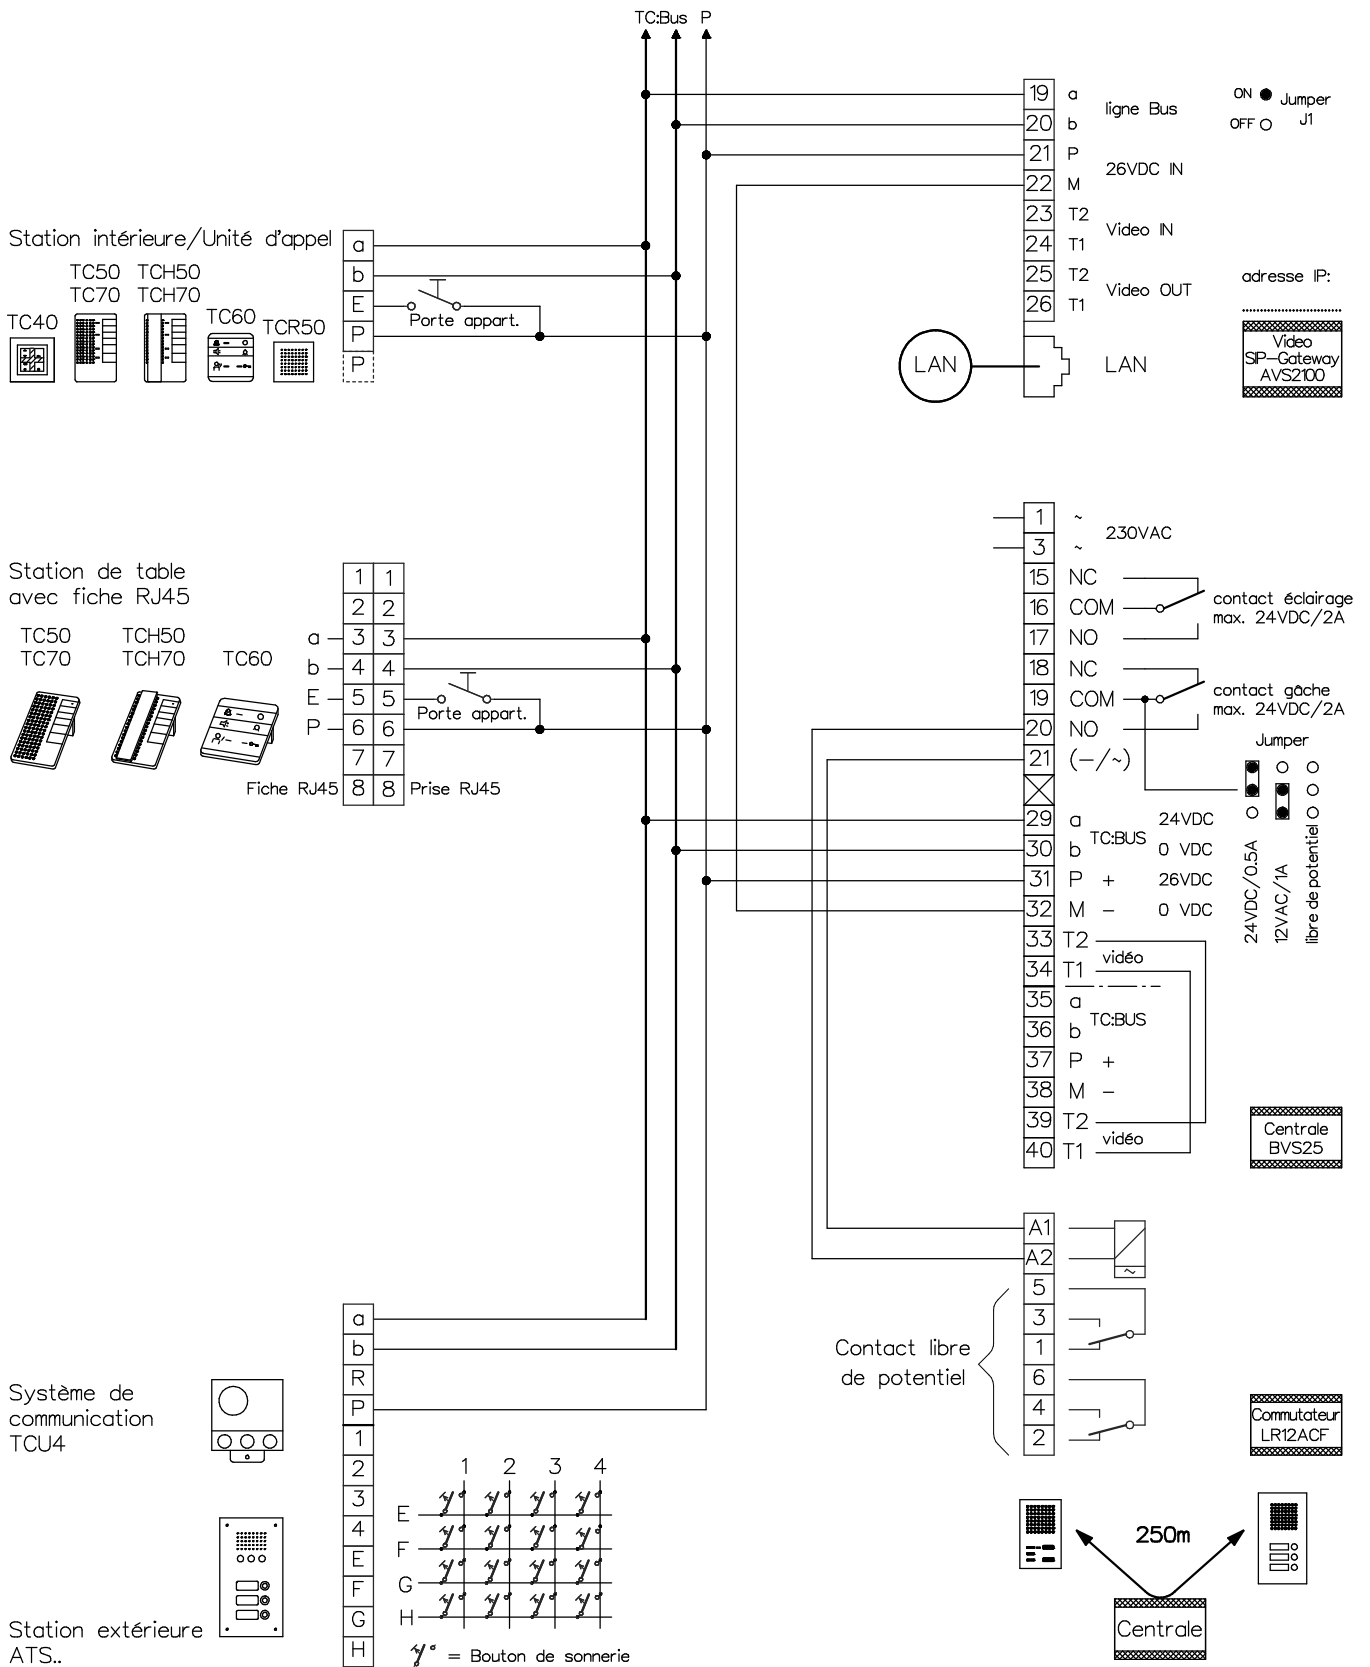 TC:Bus P
19 a
20 b
ligne Bus
21 P
22 M
26VDC IN
23 T2
24 T1
Video IN
25 T2
26 T1
Video OUT
LAN
LAN
ON
OFF
Jumper
J1
adresse IP:
Video
SIP-Gateway
AVS2100
Station intérieure/Unité d'appel
TC40
TC50
TC70
TCH50
TCH70
TC60
TCR50
a
b
E
P
P
Porte appart.
Station de table
avec fiche RJ45
TC50
TC70
TCH50
TCH70
TC60
1 1
2 2
a 3 3
b 4 4
E 5 5
P 6 6
7 7
Fiche RJ45 8 8 Prise RJ45
Porte appart.
1 ~
3 ~
230VAC
15 NC
16 COM
17 NO
contact éclairage
max. 24VDC/2A
18 NC
19 COM
20 NO
contact gâche
max. 24VDC/2A
21 (-/~)
Jumper
24VDC/0.5A
12VAC/1A
libre de potentiel
29 a 24VDC
30 b 0 VDC
TC:BUS
31 P + 26VDC
32 M - 0 VDC
33 T2
34 T1
vidéo
35 a
36 b
TC:BUS
37 P +
38 M -
39 T2
40 T1
vidéo
Centrale
BVS25
A1
A2
~
5
3
1
6
4
2
Contact libre
de potentiel
Commutateur
LR12ACF
Système de
communication
TCU4
Station extérieure
ATS..
a
b
R
P
1
2
3
4
E
F
G
H
1 2 3 4
E
F
G
H
= Bouton de sonnerie
250m
Centrale